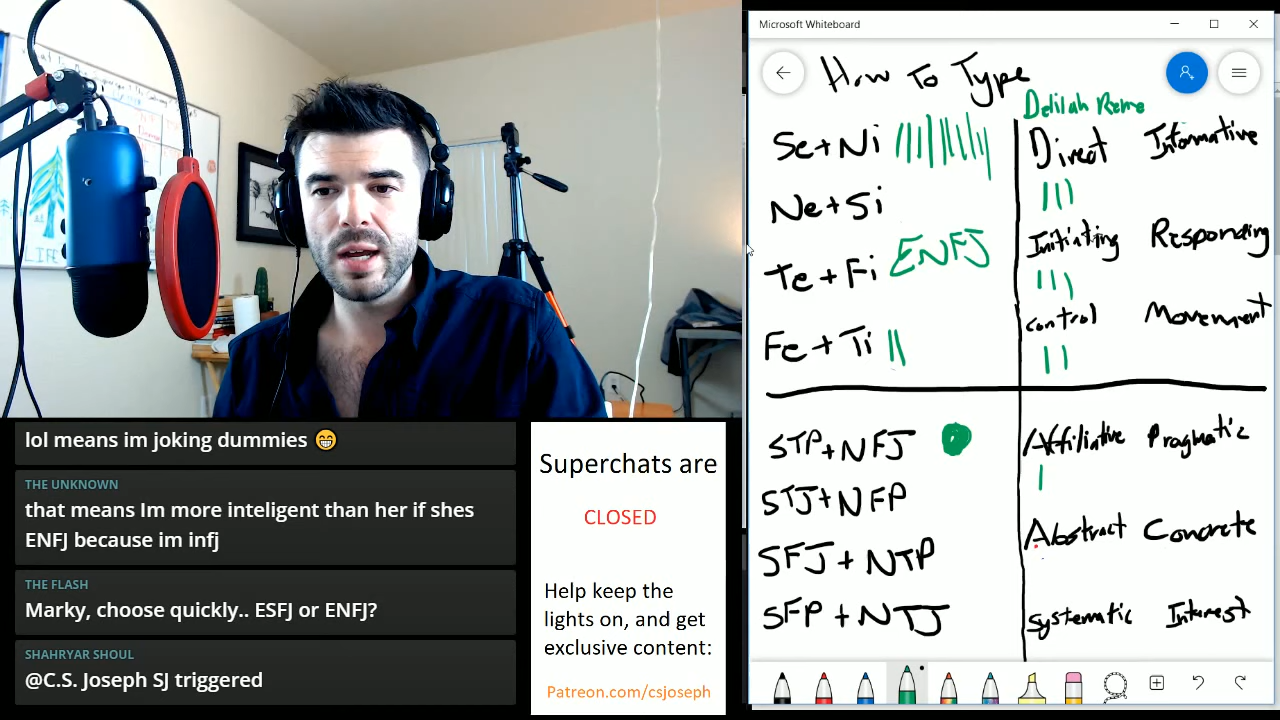 Microsoft Whiteboard
How To Type
Delilah
Se+Ni
Direct Informative
Ne+Si
ENFJ
Initiating Responding
Te + Fi
control Movement
Fe + Ti
STP+NFJ
Affiliative Pragmatic
STJ+NFP
Abstract Concrete
SFJ + NTP
SFP + NTJ
Systematic Interest
LIFE
lol means im joking dummies 😁
THE UNKNOWN
that means Im more inteligent than her if shes
ENFJ because im infj
THE FLASH
Marky, choose quickly.. ESFJ or ENFJ?
SHAHRYAR SHOUL
@C.S. Joseph SJ triggered
Superchats are
CLOSED
Help keep the
lights on, and get
exclusive content:
Patreon.com/csjoseph